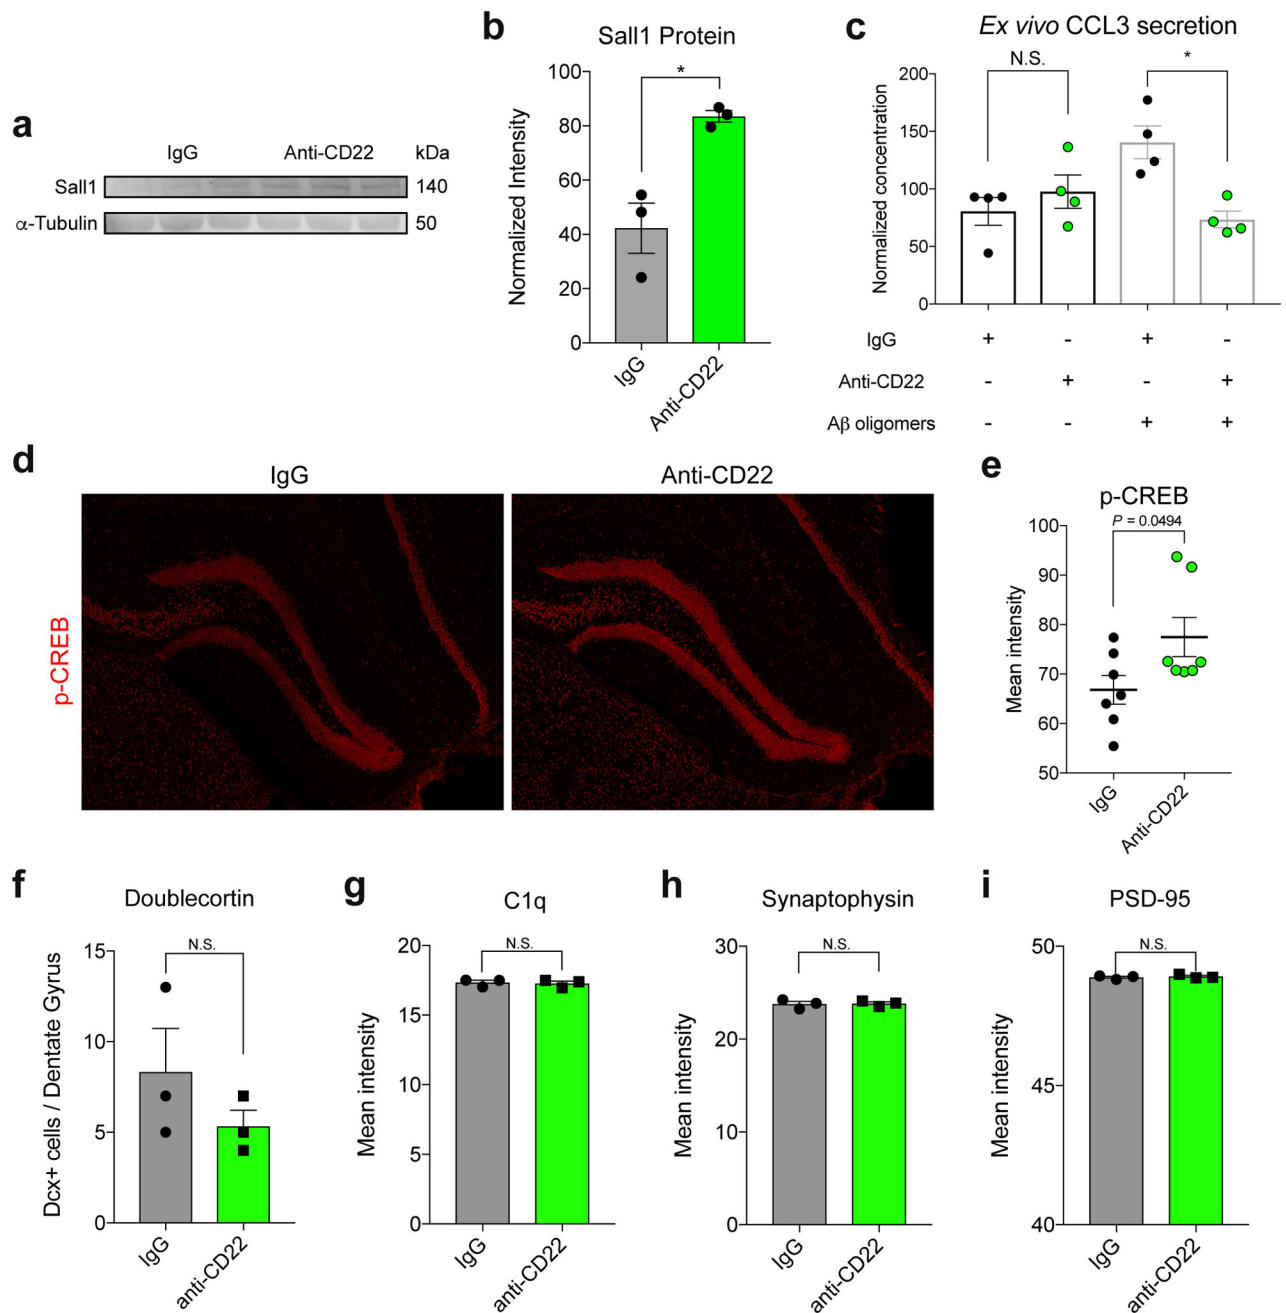 a
IgG Anti-CD22 kDa
Sall1 140
α-Tubulin 50
b
Sall1 Protein
*
Normalized Intensity
100
80
60
40
20
0
IgG
Anti-CD22
c
Ex vivo CCL3 secretion
N.S.
*
Normalized concentration
200
150
100
50
0
IgG + - + -
Anti-CD22 - + - +
Aβ oligomers - - + +
d
IgG Anti-CD22
p-CREB
e
p-CREB
P = 0.0494
Mean intensity
100
90
80
70
60
50
IgG
Anti-CD22
f
Doublecortin
N.S.
Dcx+ cells / Dentate Gyrus
15
10
5
0
IgG
anti-CD22
g
C1q
N.S.
Mean intensity
20
15
10
5
0
IgG
anti-CD22
h
Synaptophysin
N.S.
Mean intensity
30
20
10
0
IgG
anti-CD22
i
PSD-95
N.S.
Mean intensity
50
45
40
IgG
anti-CD22